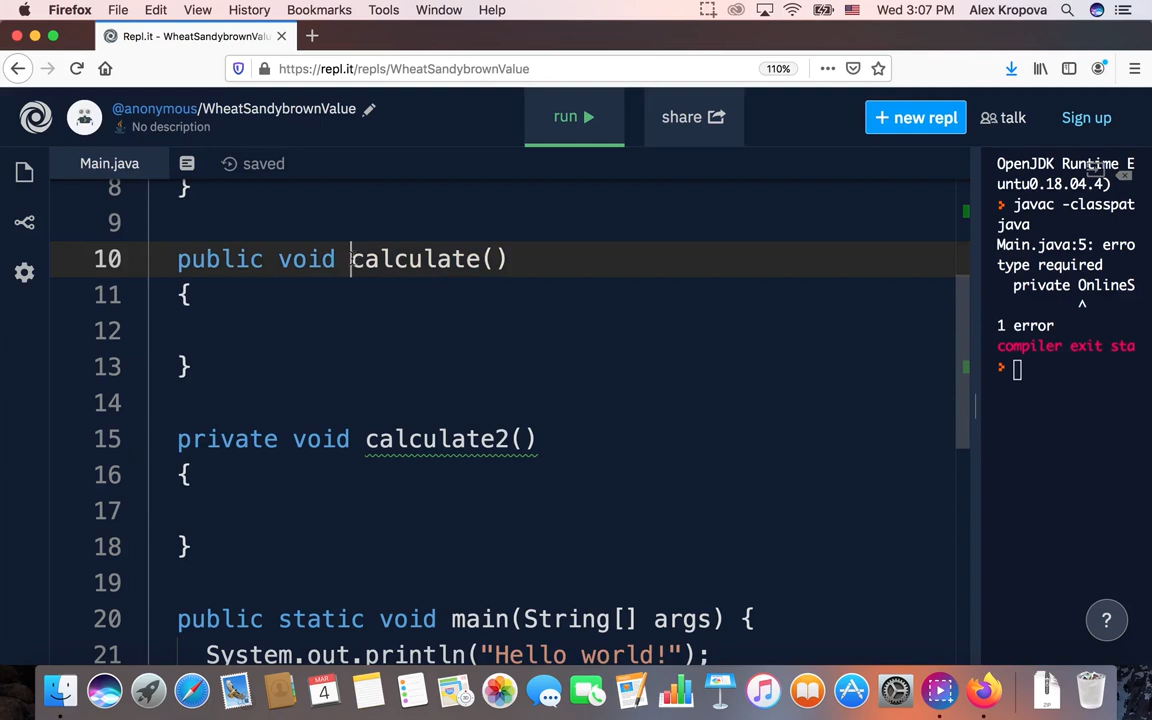 Firefox File Edit View History Bookmarks Tools Window Help Wed 3:07 PM Alex Kropova
Repl.it - WheatSandybrownValu
https://repl.it/repls/WheatSandybrownValue 110%
@anonymous/WheatSandybrownValue
No description
run
share
+ new repl
talk
Sign up
Main.java
saved
8 }
9
10 public void calculate()
11 {
12
13 }
14
15 private void calculate2()
16 {
17
18 }
19
20 public static void main(String[] args) {
21 System.out.println("Hello world!");
OpenJDK Runtime E
untu0.18.04.4)
> javac -classpat
java
Main.java:5: erro
type required
private OnlineS
^
1 error
compiler exit sta
>
?
MAR
4
ZIP